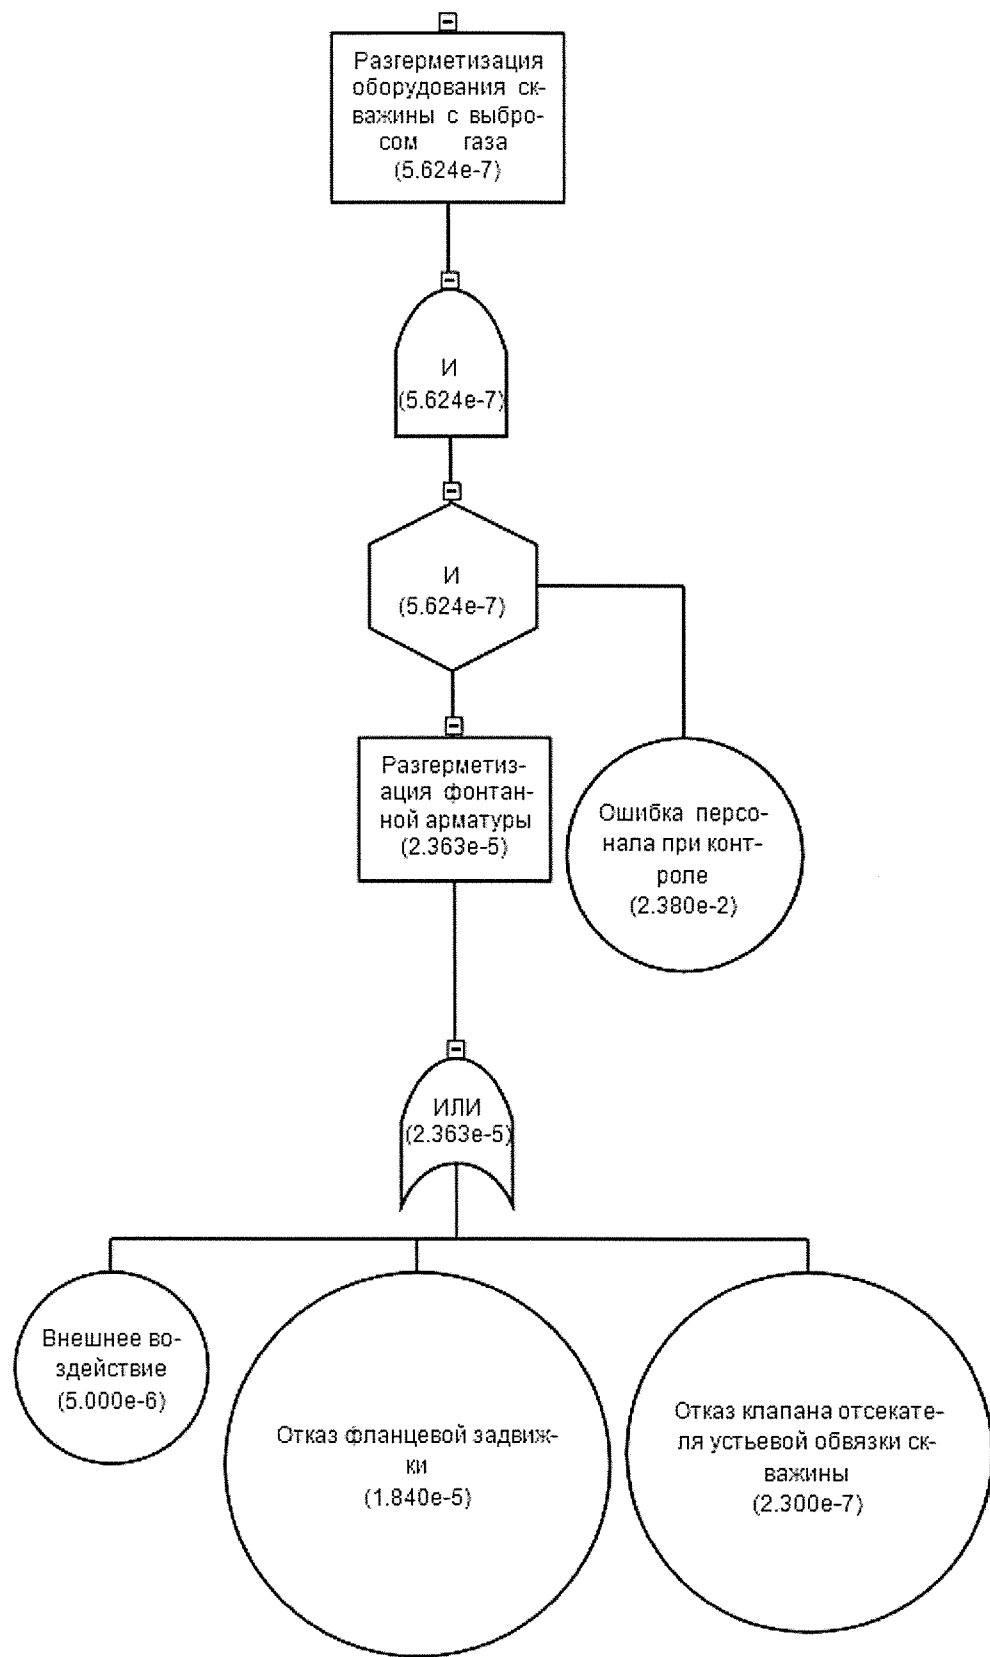 Разгерметизация
оборудования ск-
важины с выбро-
сом газа
(5.624e-7)
И
(5.624e-7)
И
(5.624e-7)
Разгерметиз-
ация фонтан-
ной арматуры
(2.363e-5)
Ошибка персо-
нала при конт-
роле
(2.380e-2)
ИЛИ
(2.363e-5)
Внешнее во-
здействие
(5.000e-6)
Отказ фланцевой задвиж-
ки
(1.840e-5)
Отказ клапана отсекате-
ля устьевой обвязки ск-
важины
(2.300e-7)